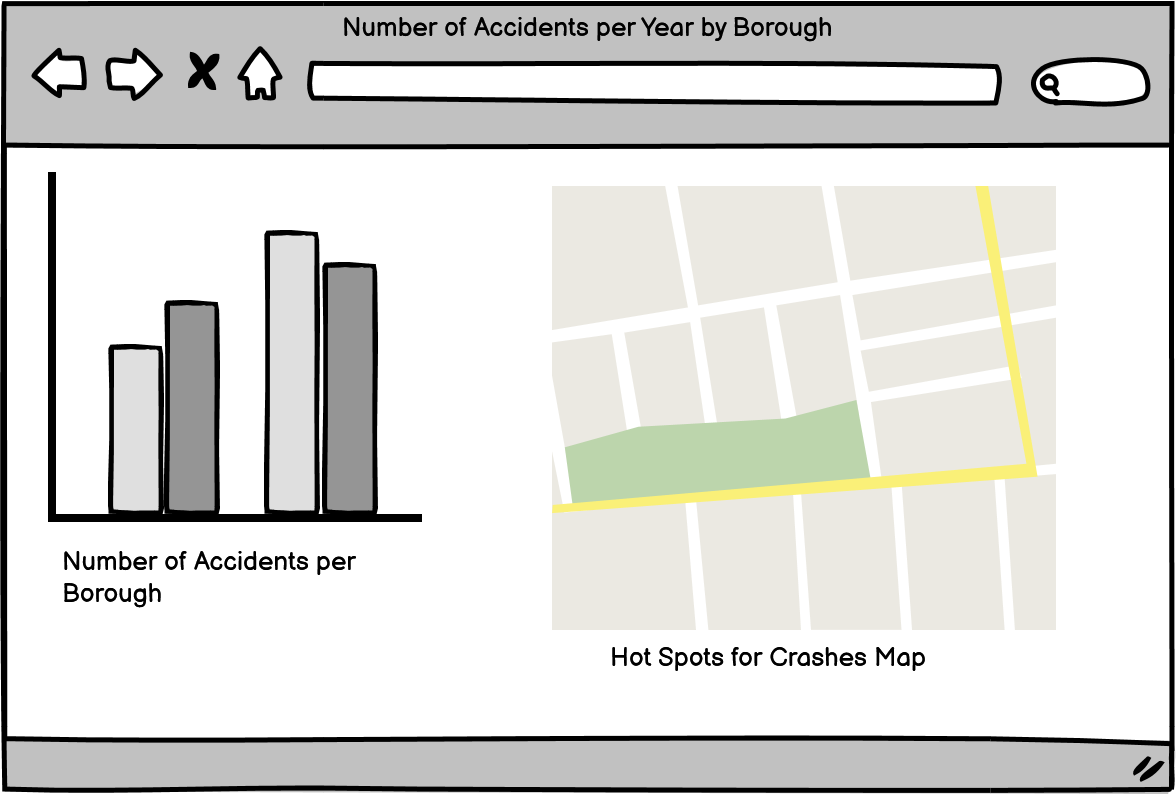 Number of Accidents per Year by Borough
Number of Accidents per
Borough
Hot Spots for Crashes Map